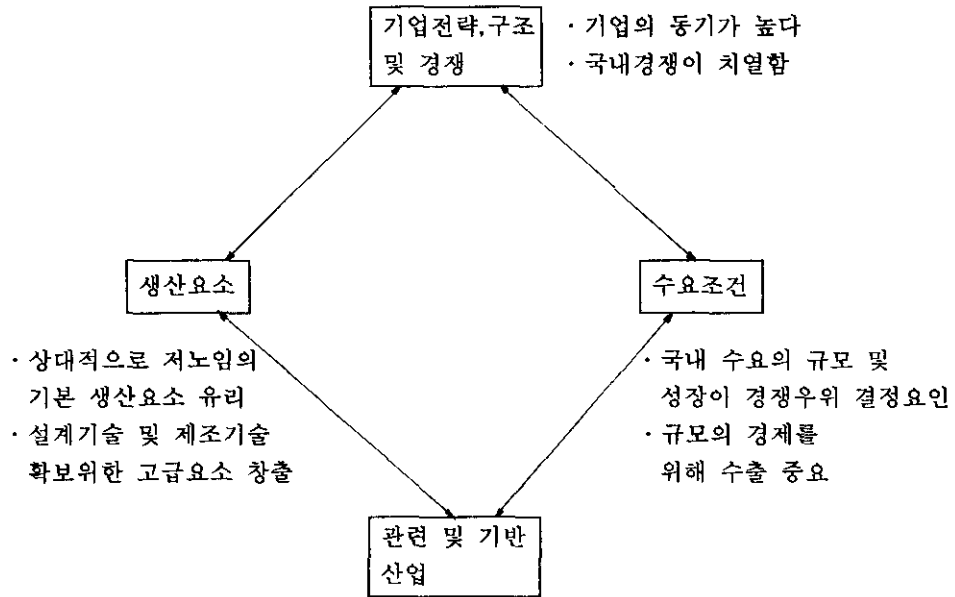 기업전략,구조
및 경쟁
· 기업의 동기가 높다
· 국내경쟁이 치열함
생산요소
· 상대적으로 저노임의
기본 생산요소 유리
· 설계기술 및 제조기술
확보위한 고급요소 창출
수요조건
· 국내 수요의 규모 및
성장이 경쟁우위 결정요인
· 규모의 경제를
위해 수출 중요
관련 및 기반
산업